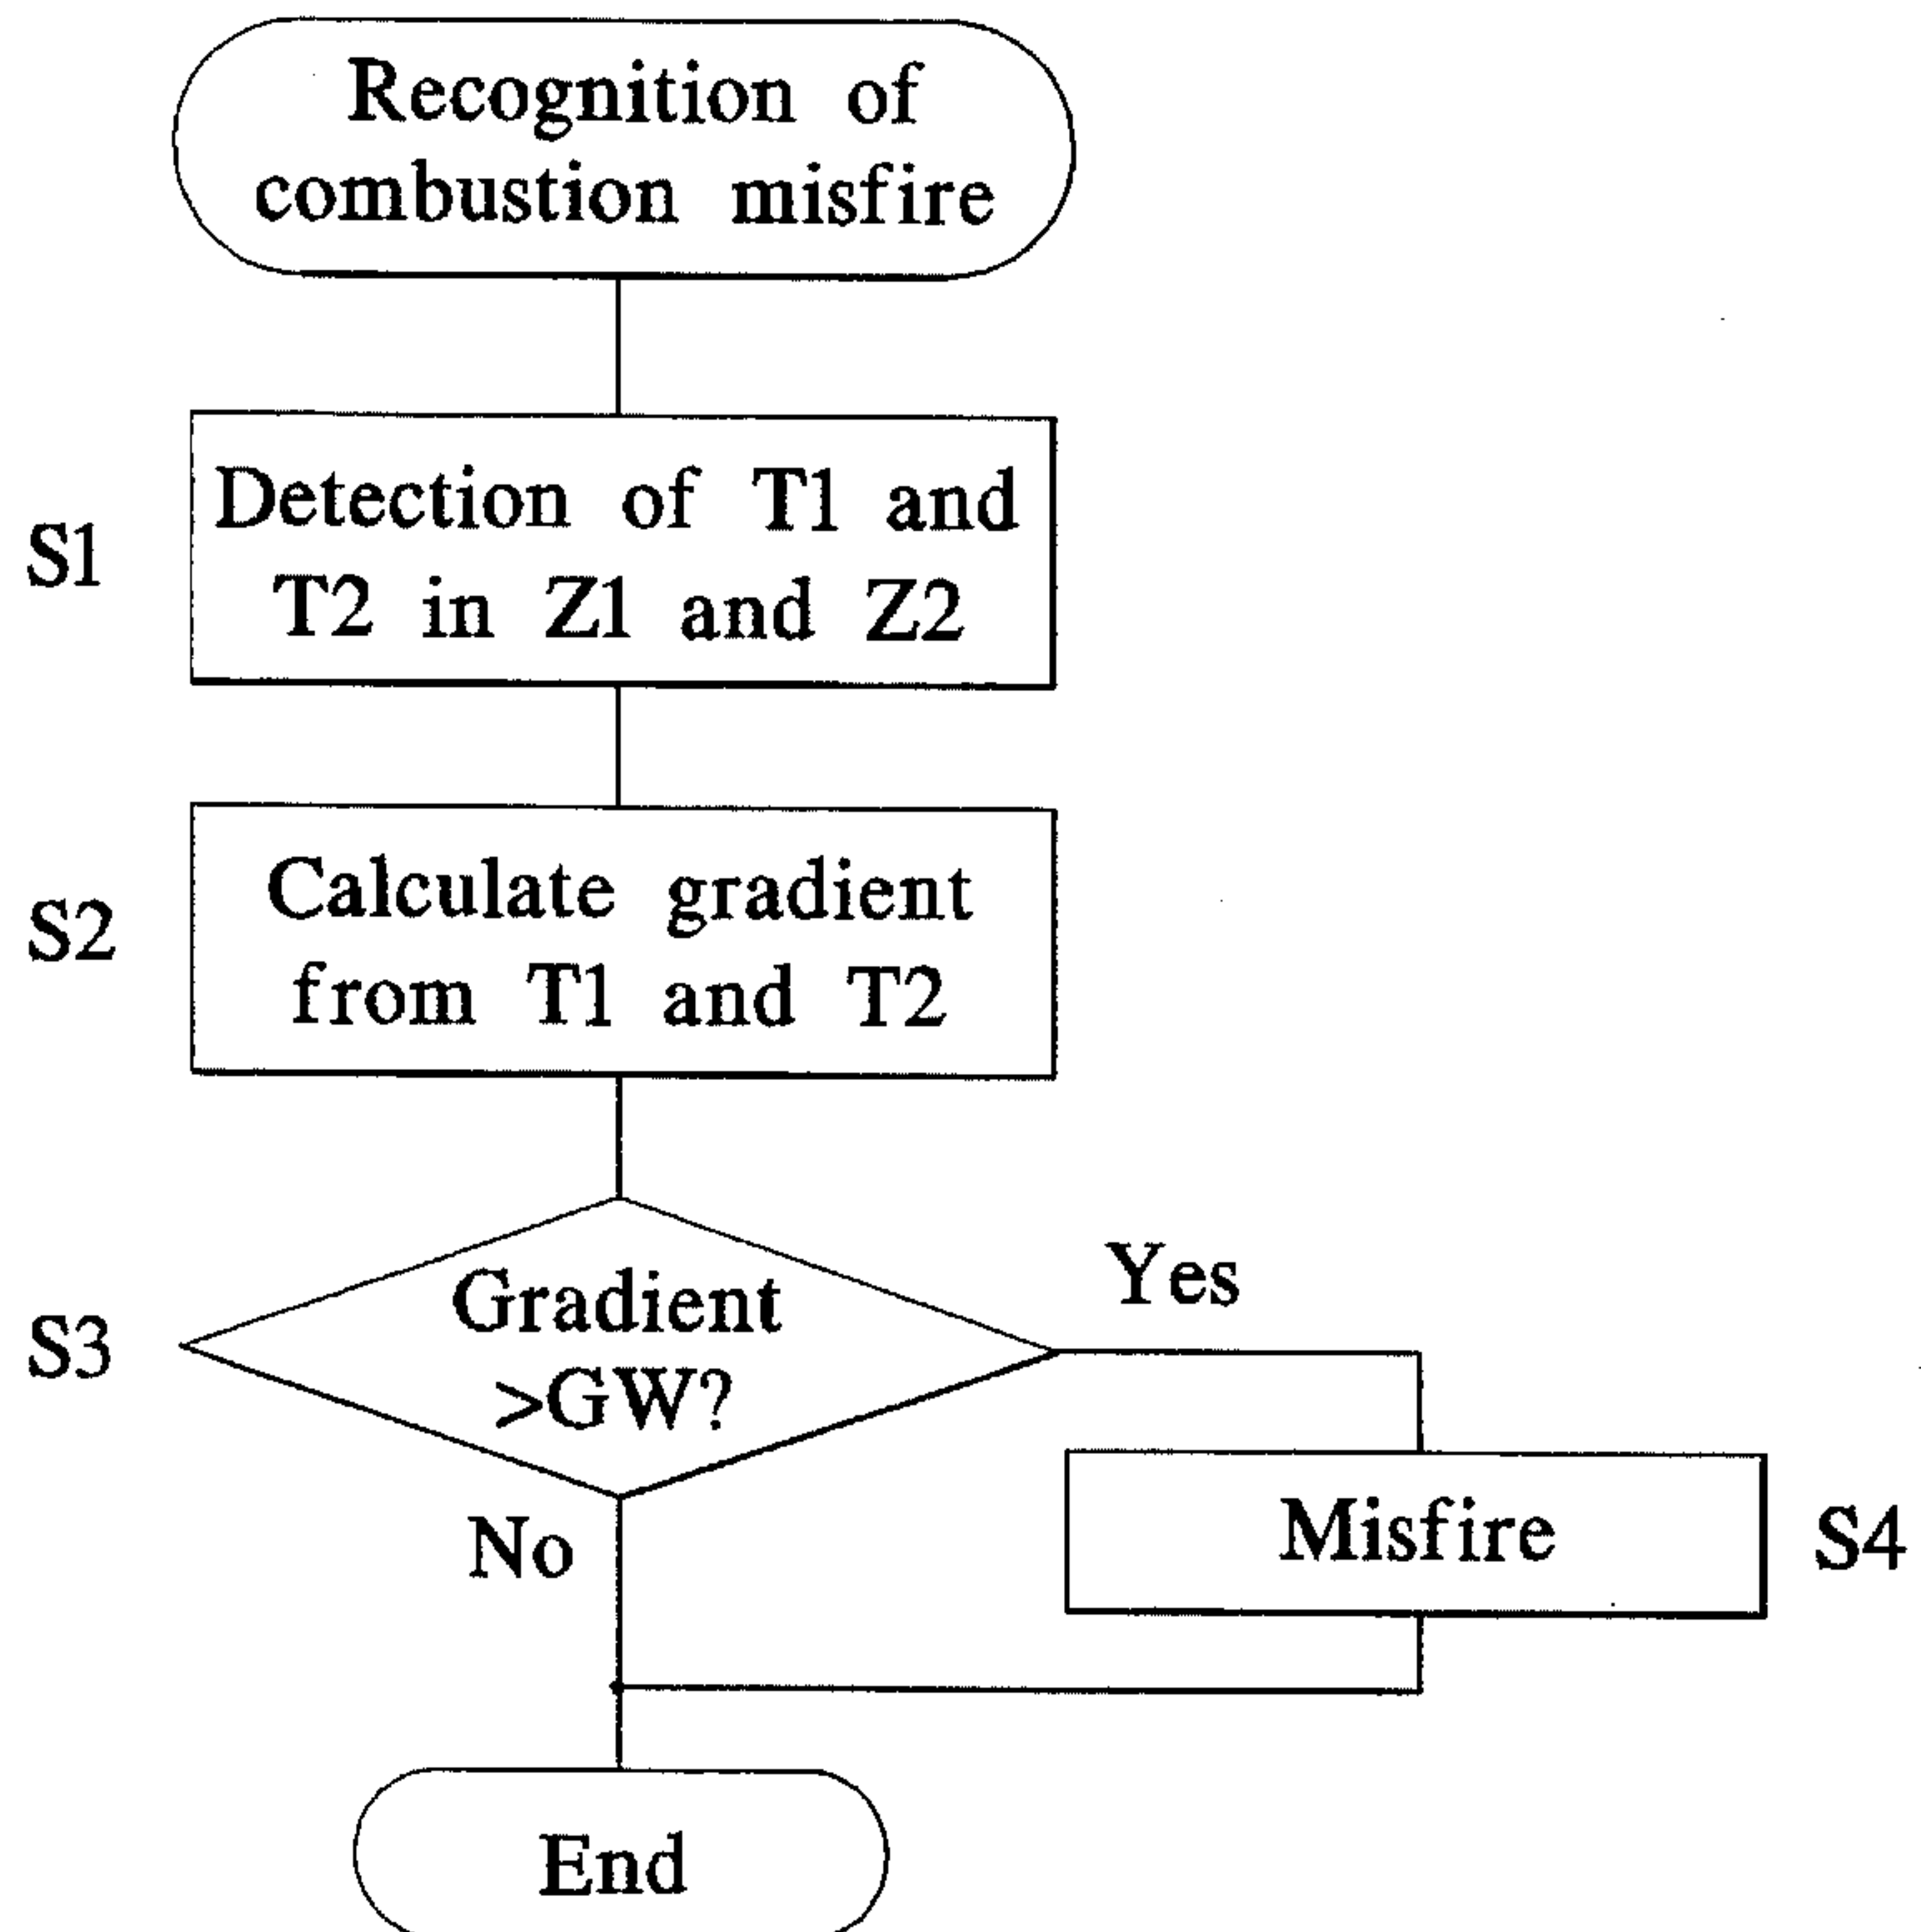 Recognition of
combustion misfire
S1
Detection of T1 and
T2 in Z1 and Z2
S2
Calculate gradient
from T1 and T2
S3
Gradient
>GW?
Yes
No
Misfire
S4
End